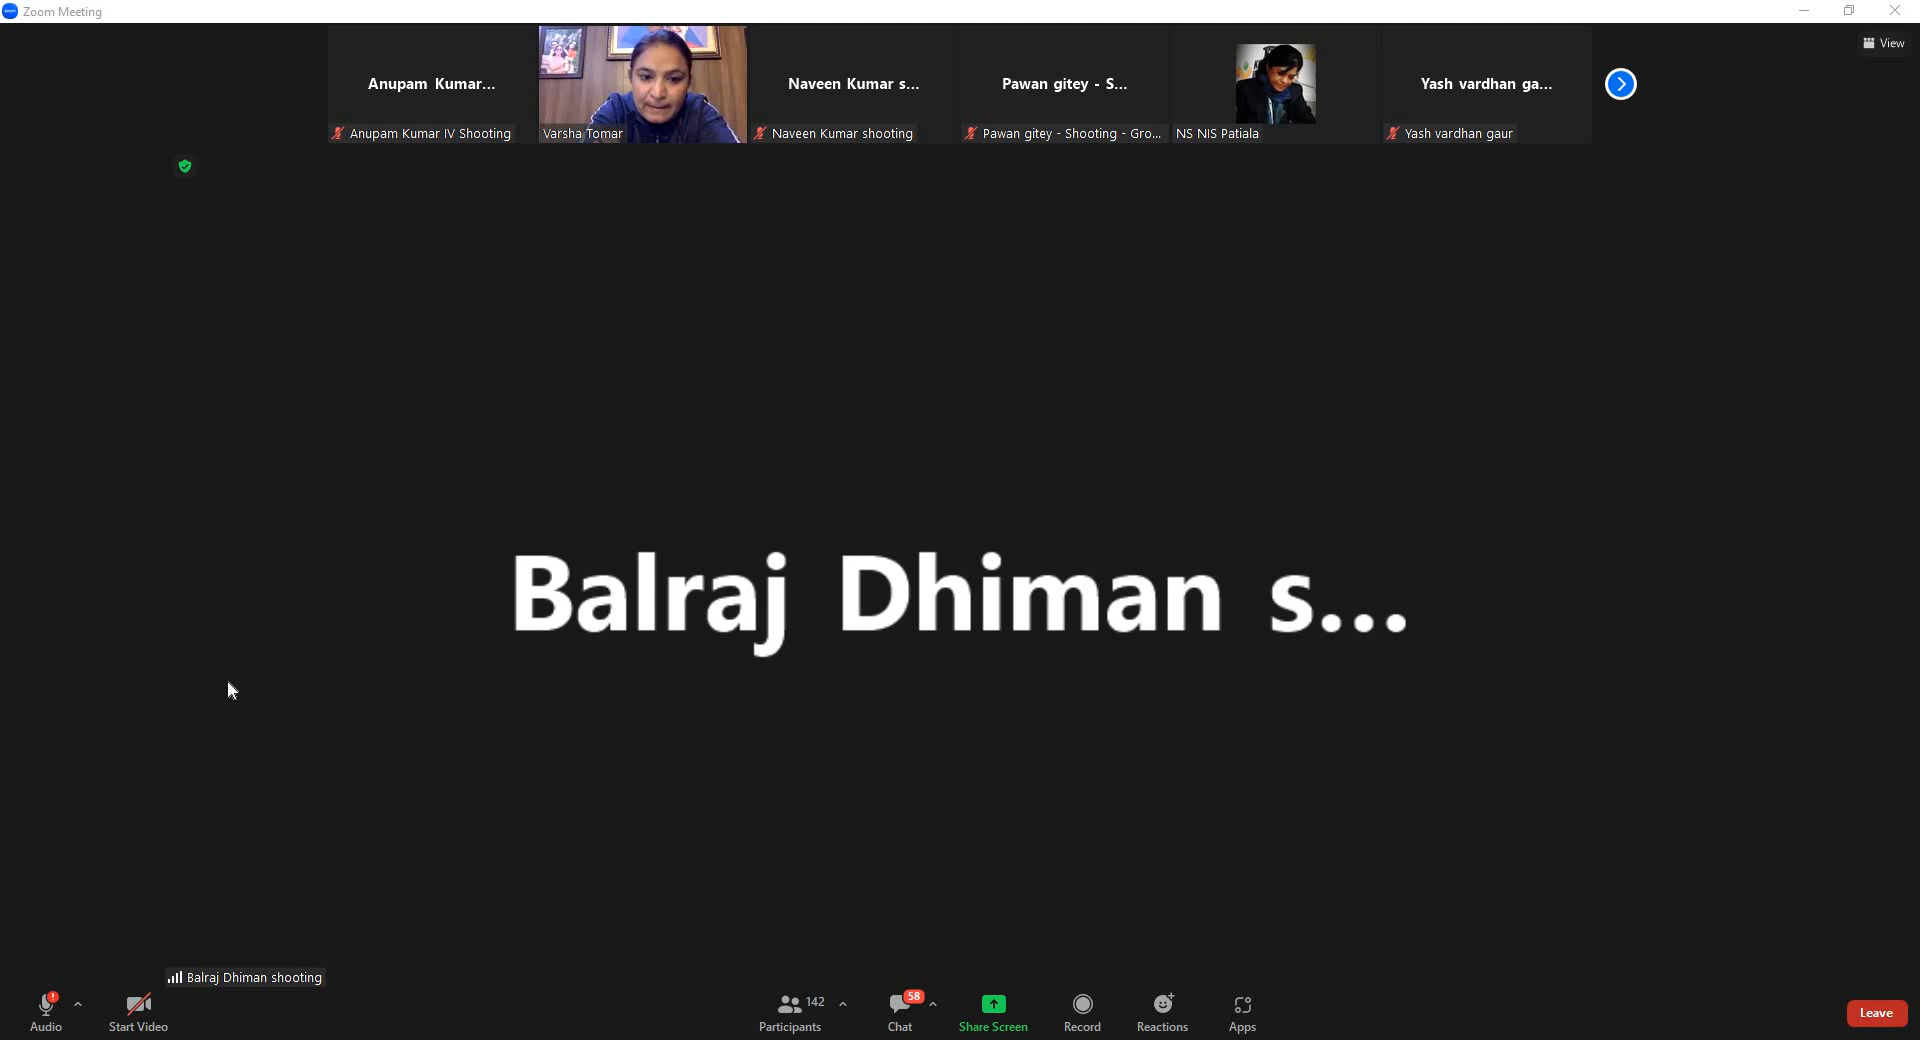 Zoom Meeting
View
Anupam Kumar...
Naveen Kumar s...
Pawan gitey - S...
Yash vardhan ga...
Anupam Kumar IV Shooting
Varsha Tomar
Naveen Kumar shooting
Pawan gitey - Shooting - Gro...
NS NIS Patiala
Yash vardhan gaur
Balraj Dhiman s...
Balraj Dhiman shooting
142
58
Audio
Start Video
Participants
Chat
Share Screen
Record
Reactions
Apps
Leave